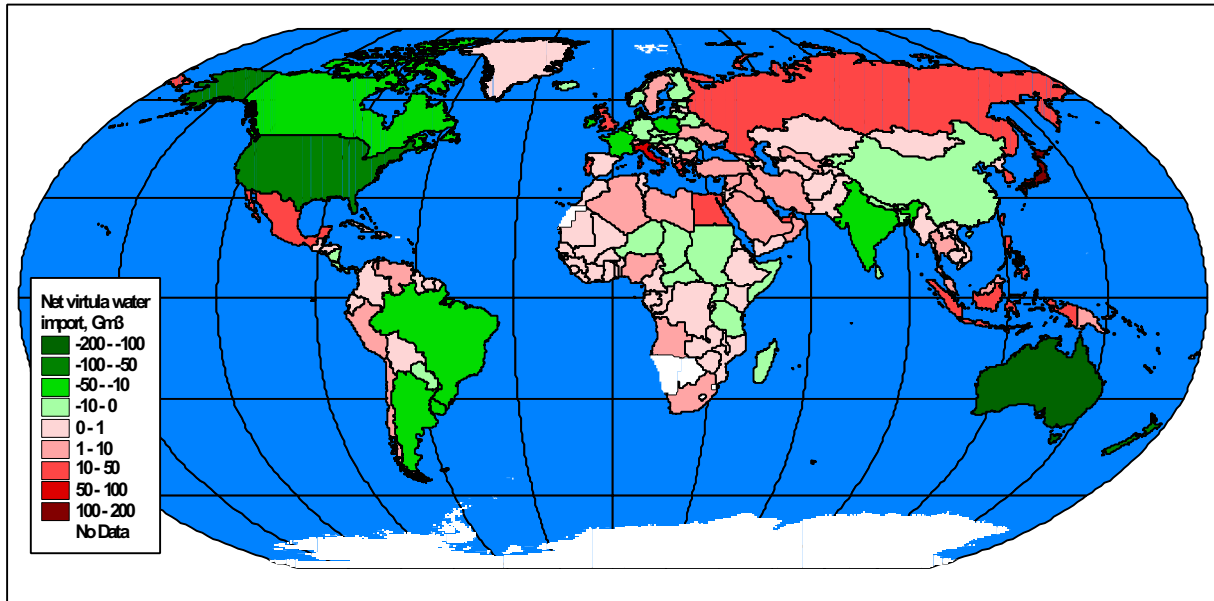 Net virtula water
import, Gm3
-200 - -100
-100 - -50
-50 - -10
-10 - 0
0 - 1
1 - 10
10 - 50
50 - 100
100 - 200
No Data